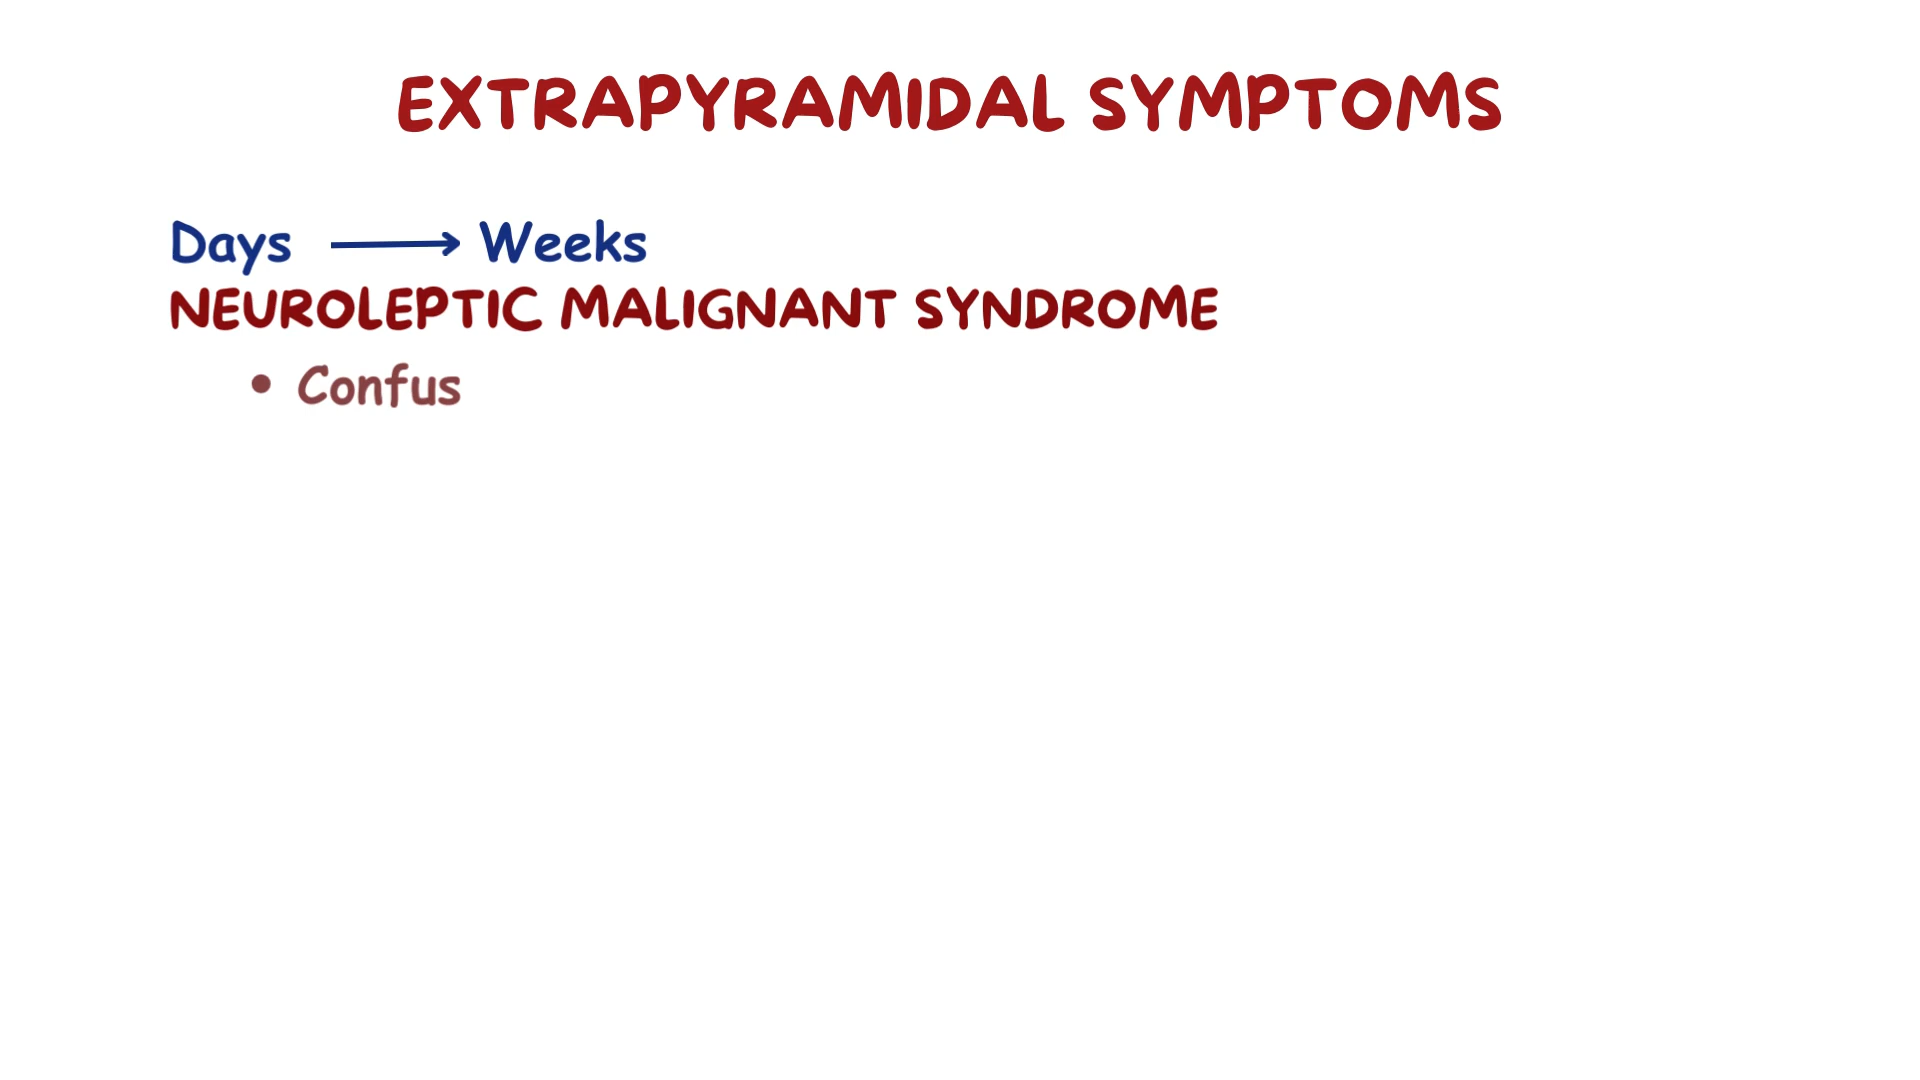 EXTRAPYRAMIDAL SYMPTOMS
Days → Weeks
NEUROLEPTIC MALIGNANT SYNDROME
• Confus